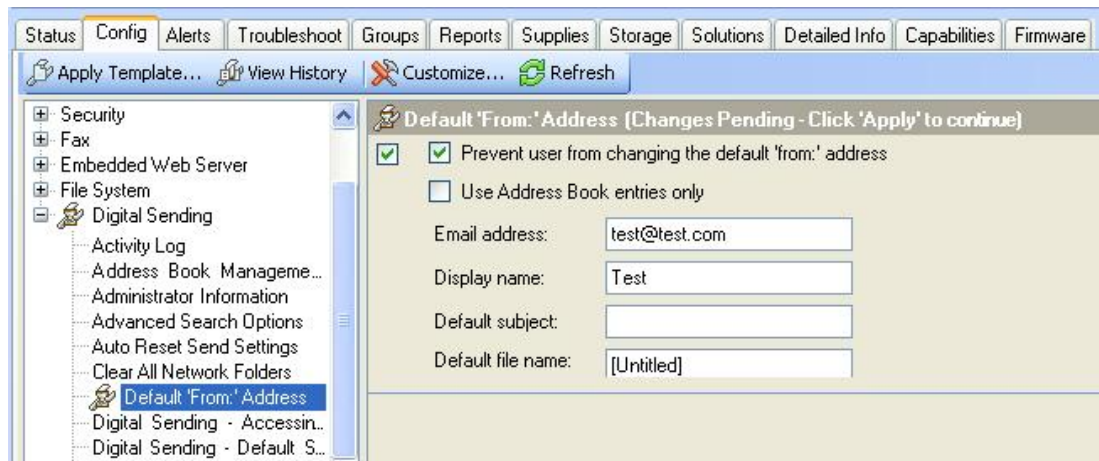 Status Config Alerts Troubleshoot Groups Reports Supplies Storage Solutions Detailed Info Capabilities Firmware
Apply Template... View History Customize... Refresh
Security
Fax
Embedded Web Server
File System
Digital Sending
Activity Log
Address Book Manageme...
Administrator Information
Advanced Search Options
Auto Reset Send Settings
Clear All Network Folders
Default 'From:' Address
Digital Sending - Accessin...
Digital Sending - Default S...
Default 'From:' Address (Changes Pending - Click 'Apply' to continue)
Prevent user from changing the default 'from:' address
Use Address Book entries only
Email address: test@test.com
Display name: Test
Default subject:
Default file name: [Untitled]